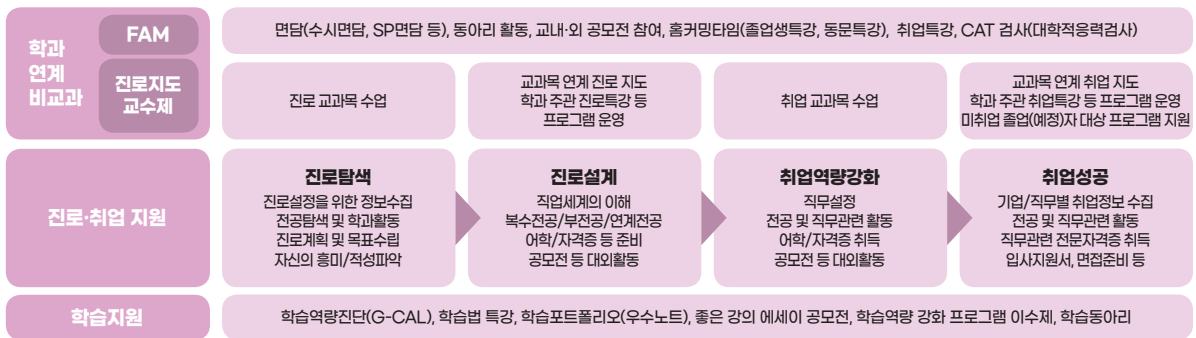 학과
연계
비교과
FAM
면담(수시면담, SP면담 등), 동아리 활동, 교내·외 공모전 참여, 홈커밍타임(졸업생특강, 동문특강), 취업특강, CAT 검사(대학적응력검사)
진로지도
교수제
진로 교과목 수업
교과목 연계 진로 지도
학과 주관 진로특강 등
프로그램 운영
취업 교과목 수업
교과목 연계 취업 지도
학과 주관 취업특강 등 프로그램 운영
미취업 졸업(예정)자 대상 프로그램 지원
진로·취업 지원
진로탐색
진로설정을 위한 정보수집
전공탐색 및 학과활동
진로계획 및 목표수립
자신의 흥미/적성파악
진로설계
직업세계의 이해
복수전공/부전공/연계전공
어학/자격증 등 준비
공모전 등 대외활동
취업역량강화
직무설정
전공 및 직무관련 활동
어학/자격증 취득
공모전 등 대외활동
취업성공
기업/직무별 취업정보 수집
전공 및 직무관련 활동
직무관련 전문자격증 취득
입사지원서, 면접준비 등
학습지원
학습역량진단(G-CAL), 학습법 특강, 학습포트폴리오(우수노트), 좋은 강의 에세이 공모전, 학습역량 강화 프로그램 이수제, 학습동아리